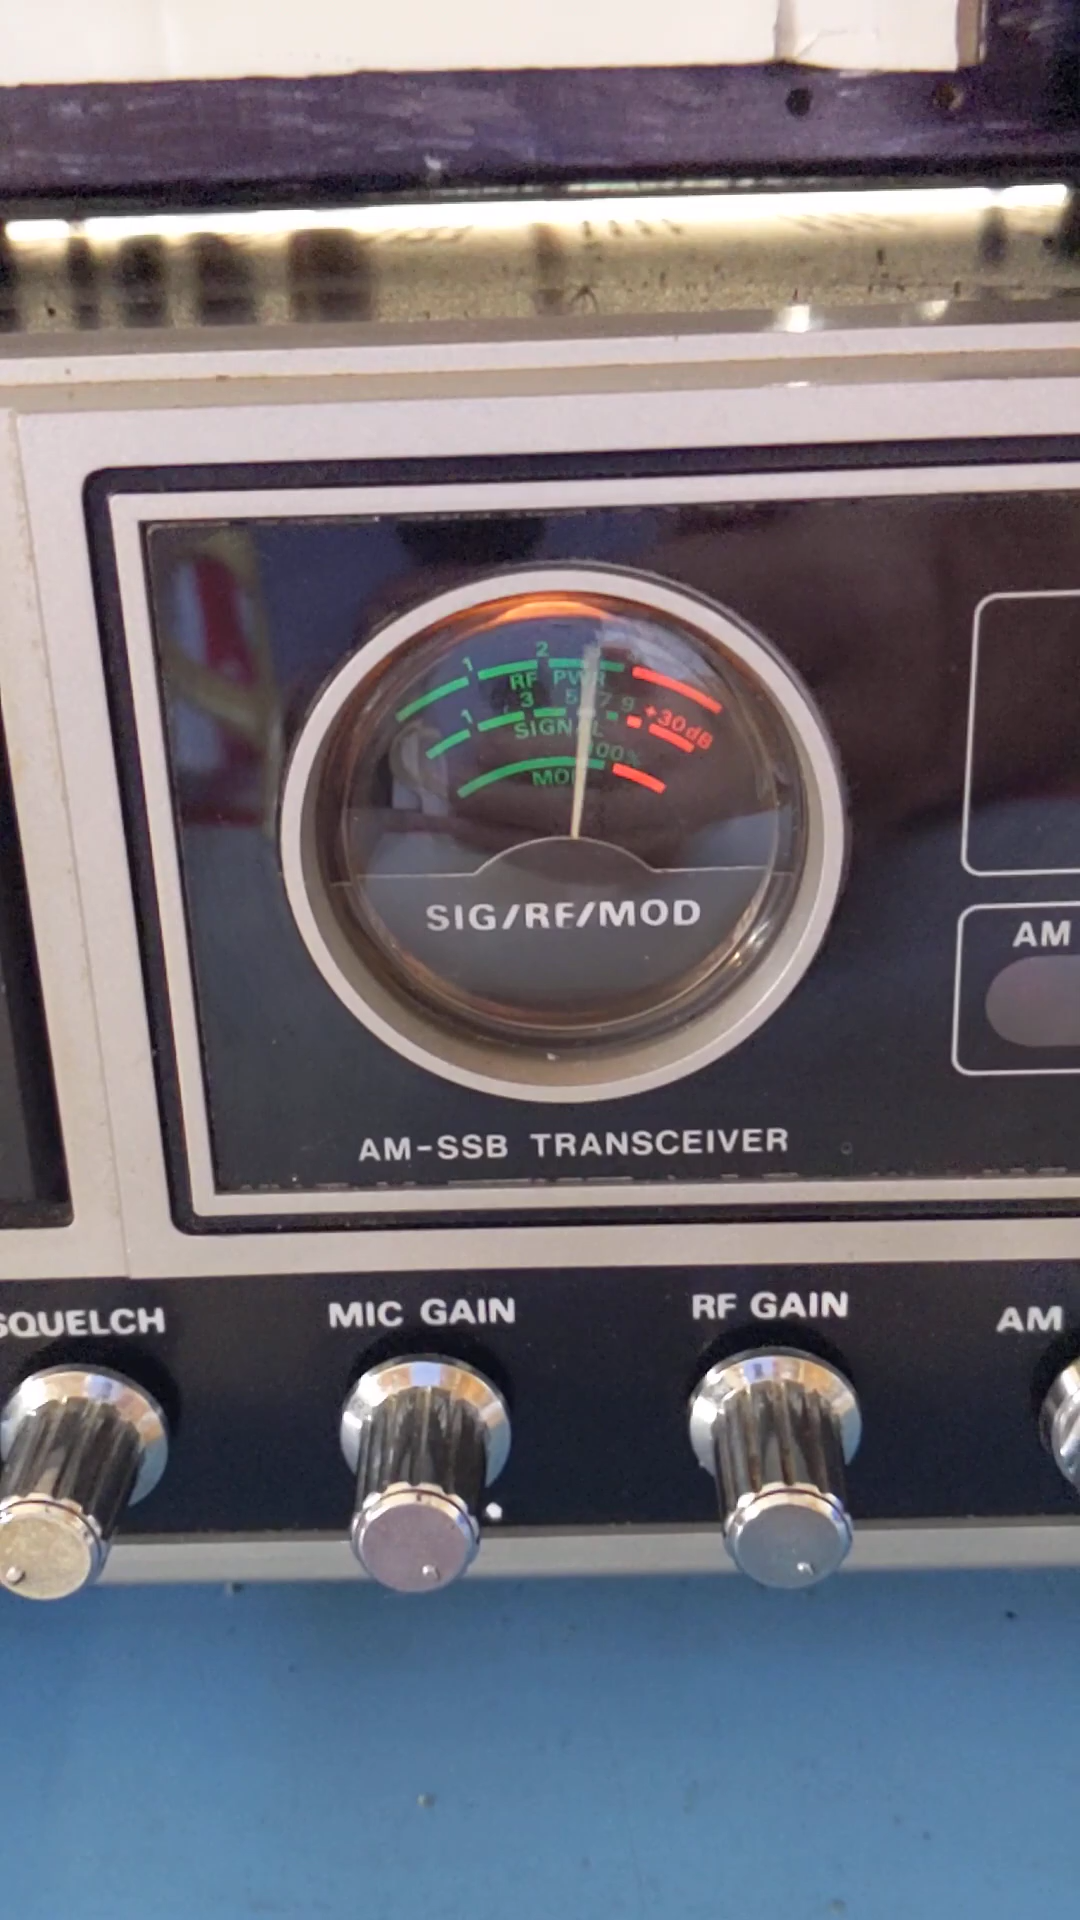 1 2
RF PWR
1 3 5 7 9 +30dB
SIGNAL
100%
MOD
SIG/RF/MOD
AM
AM-SSB TRANSCEIVER
SQUELCH MIC GAIN RF GAIN AM